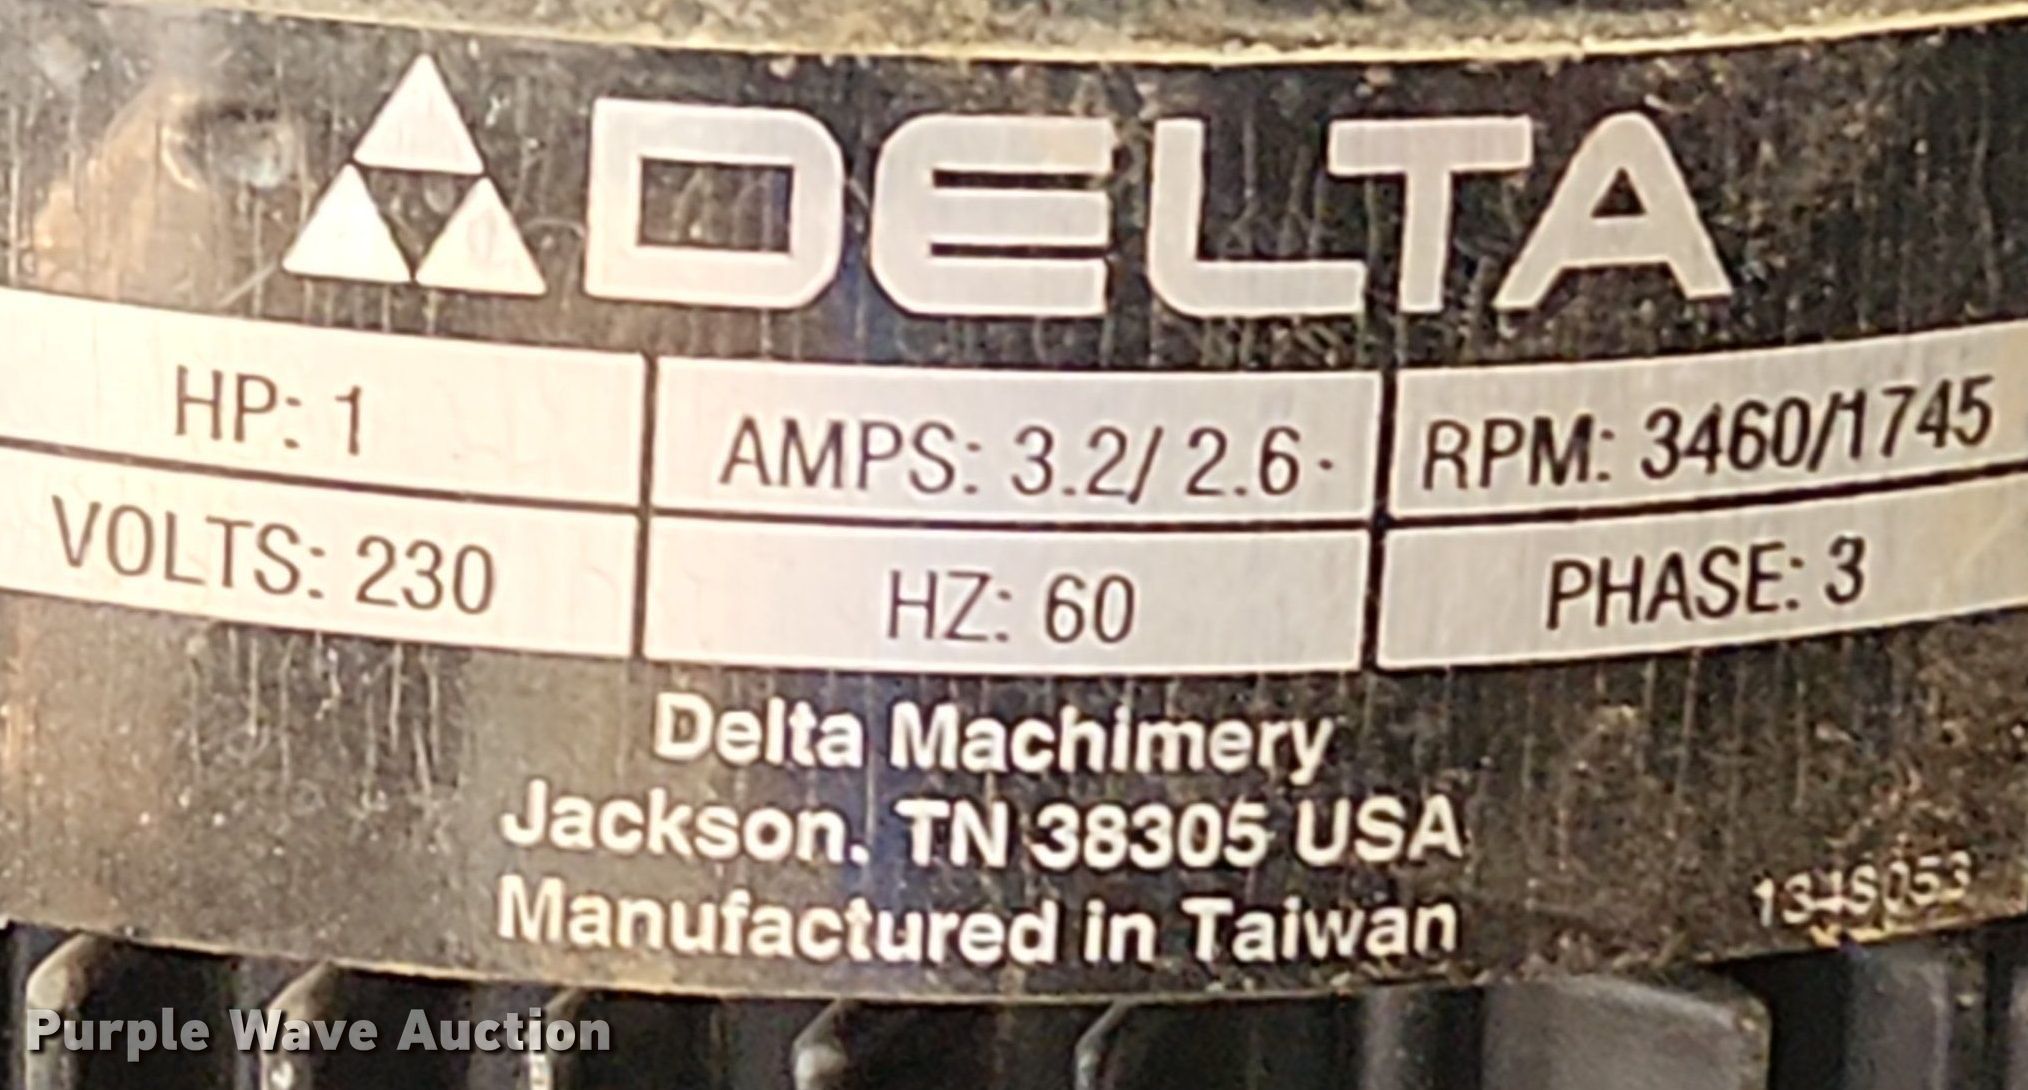 DELTA
HP: 1 AMPS: 3.2/ 2.6 RPM: 3460/1745
VOLTS: 230 HZ: 60 PHASE: 3
Delta Machimery
Jackson, TN 38305 USA
Manufactured in Taiwan
Purple Wave Auction